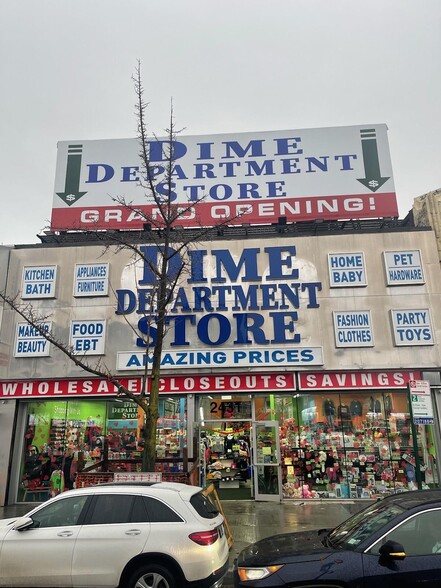 DIME
DEPARTMENT
STORE
GRAND OPENING!
KITCHEN
BATH
APPLIANCES
FURNITURE
DIME
DEPARTMENT
STORE
HOME
BABY
PET
HARDWARE
MAKEUP
BEAUTY
FOOD
EBT
FASHION
CLOTHES
PARTY
TOYS
AMAZING PRICES
WHOLESALE CLOSEOUTS SAVINGS!